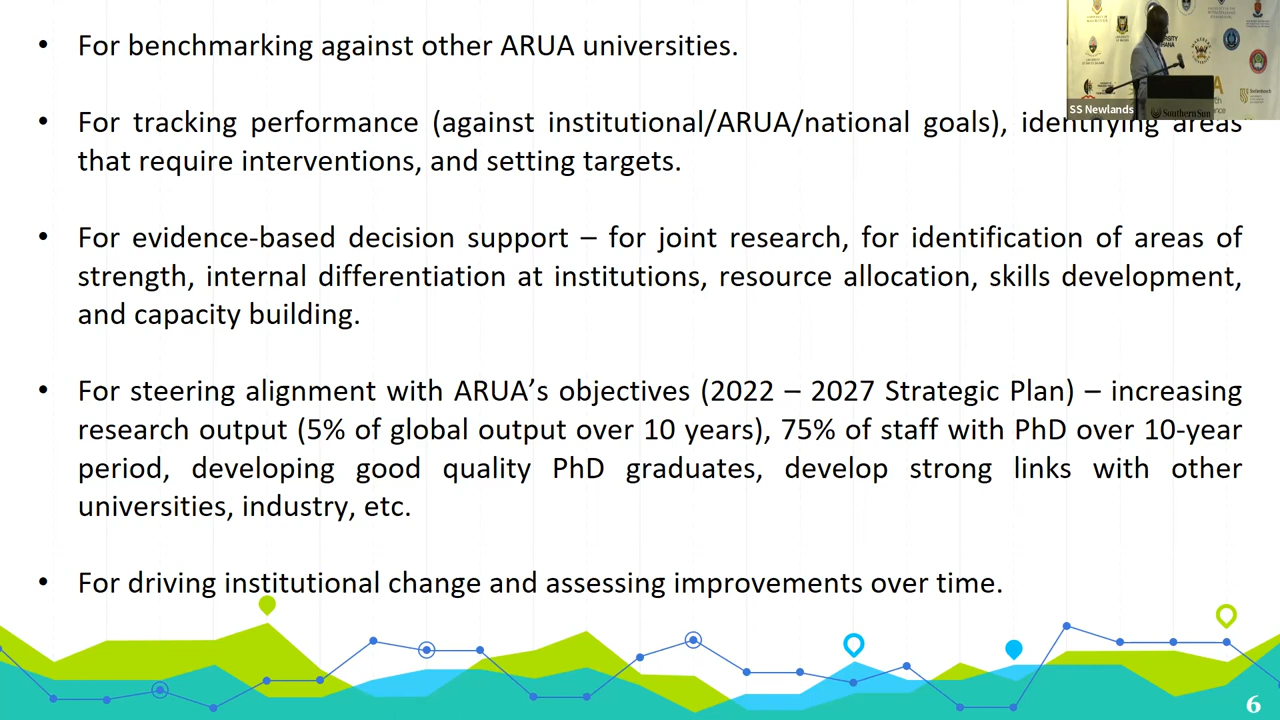 • For benchmarking against other ARUA universities.
SS Newlands
Southern Sun
• For tracking performance (against institutional/ARUA/national goals), identifying areas
that require interventions, and setting targets.
• For evidence-based decision support – for joint research, for identification of areas of
strength, internal differentiation at institutions, resource allocation, skills development,
and capacity building.
• For steering alignment with ARUA’s objectives (2022 – 2027 Strategic Plan) – increasing
research output (5% of global output over 10 years), 75% of staff with PhD over 10-year
period, developing good quality PhD graduates, develop strong links with other
universities, industry, etc.
• For driving institutional change and assessing improvements over time.
6